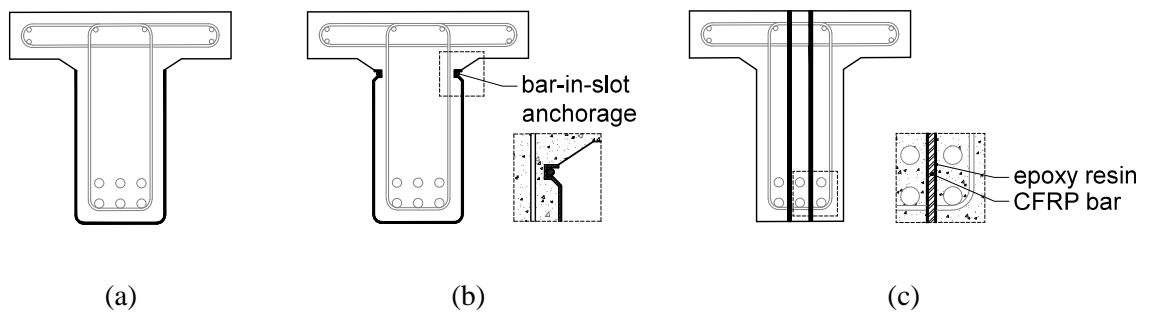 bar-in-slot
anchorage
epoxy resin
CFRP bar
(a)
(b)
(c)